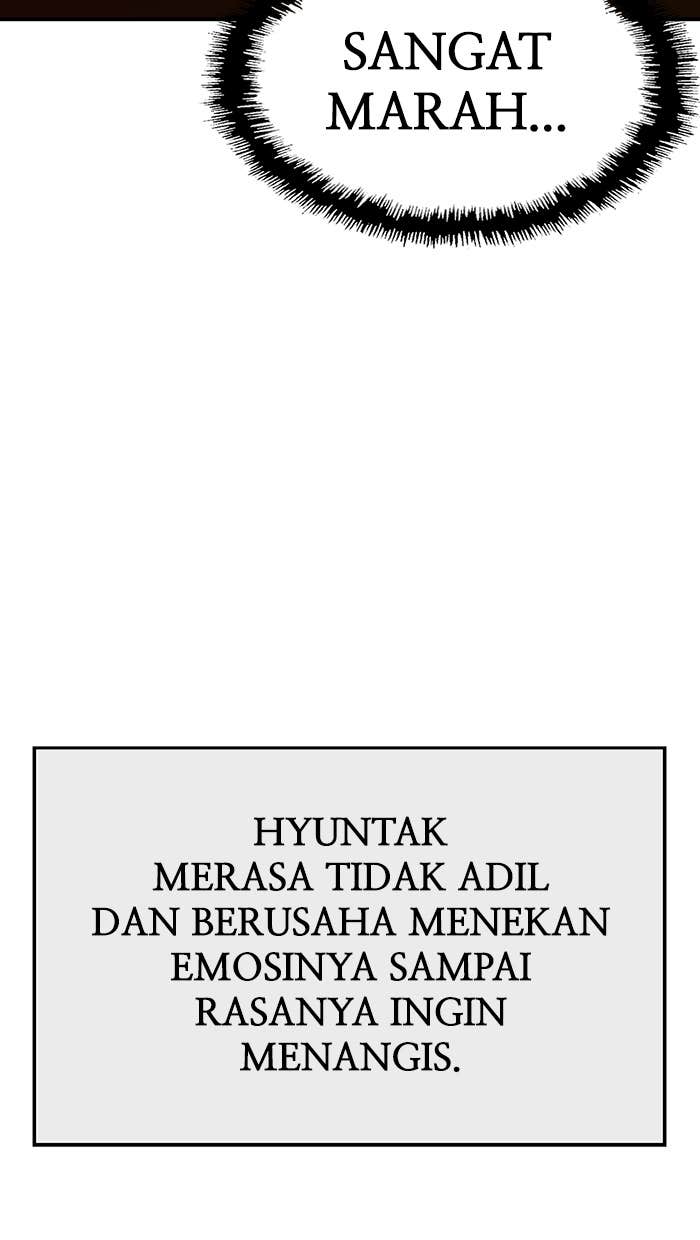 SANGAT
MARAH...
HYUNTAK
MERASA TIDAK ADIL
DAN BERUSAHA MENEKAN
EMOSINYA SAMPAI
RASANYA INGIN
MENANGIS.